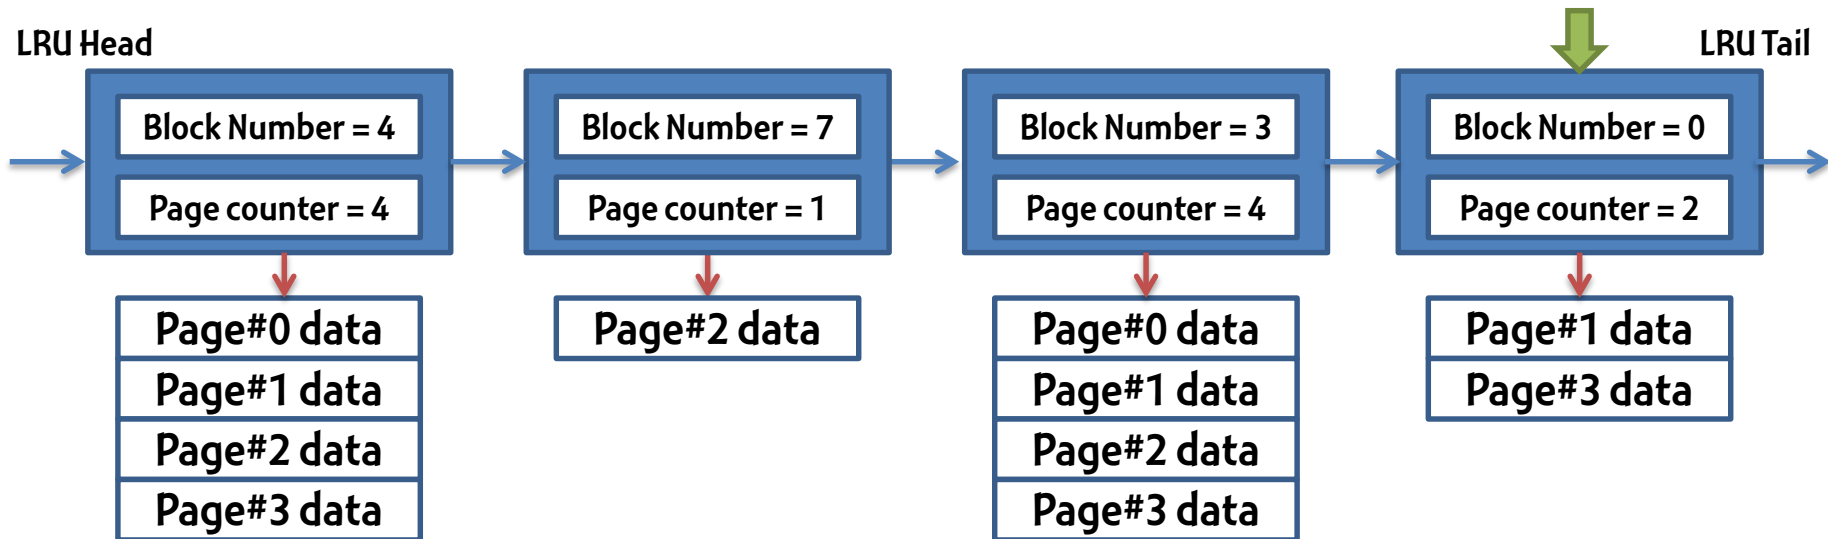 LRU Head
LRU Tail
Block Number = 4
Page counter = 4
Page#0 data
Page#1 data
Page#2 data
Page#3 data
Block Number = 7
Page counter = 1
Page#2 data
Block Number = 3
Page counter = 4
Page#0 data
Page#1 data
Page#2 data
Page#3 data
Block Number = 0
Page counter = 2
Page#1 data
Page#3 data